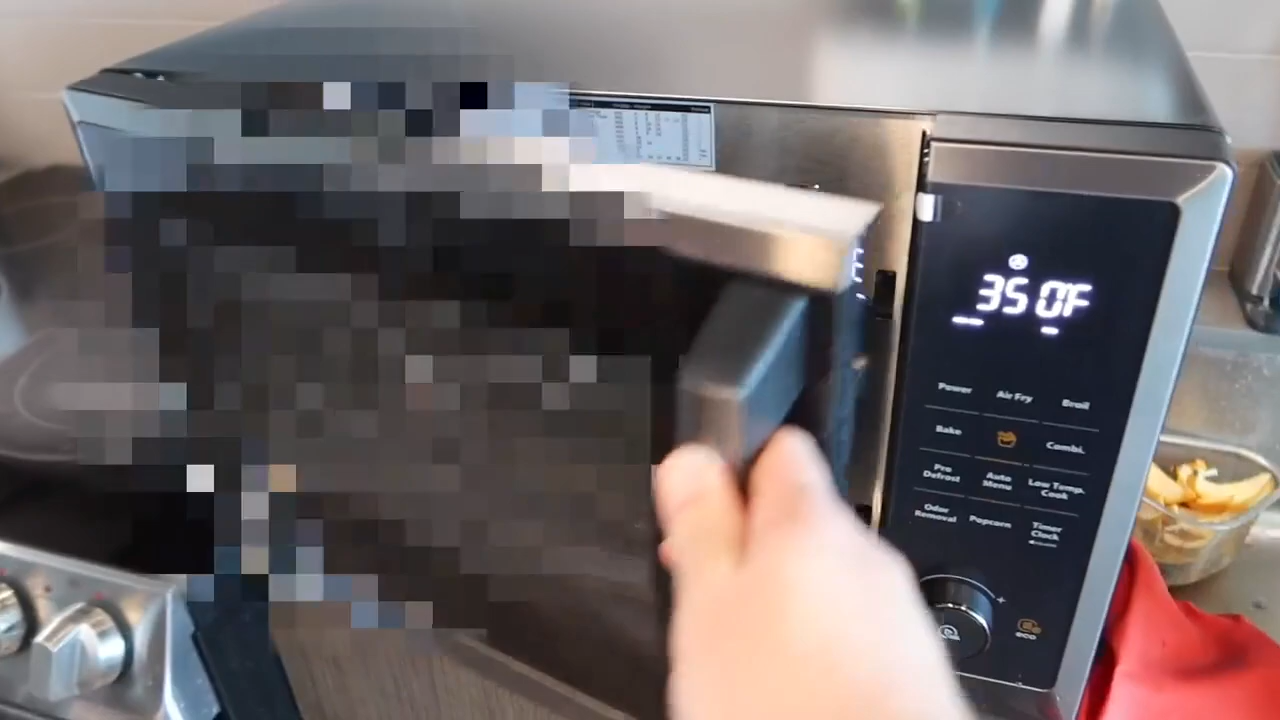 350°F
Power Air Fry Broil
Bake Combi.
Pro Defrost Auto Menu Low Temp. Cook
Odor Removal Popcorn Timer Clock
eco